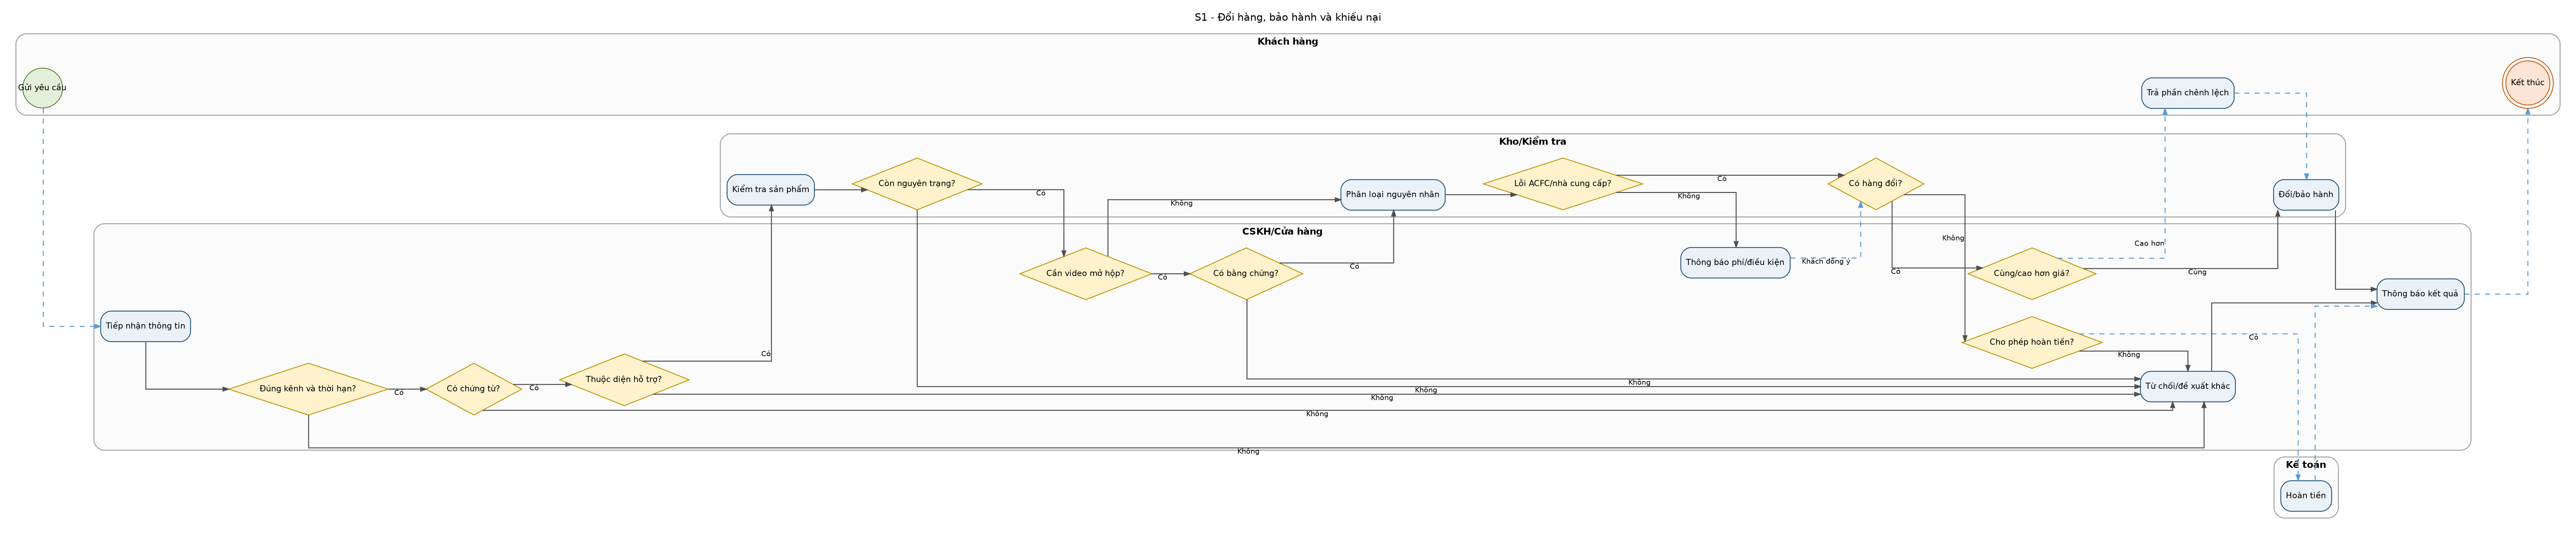 S1 - Đổi hàng, bảo hành và khiếu nại
Khách hàng
Gửi yêu cầu
Trả phần chênh lệch
Kết thúc
Kho/Kiểm tra
Kiểm tra sản phẩm
Còn nguyên trạng?
Có
Không
Phân loại nguyên nhân
Lỗi ACFC/nhà cung cấp?
Có
Không
Có hàng đổi?
Đổi/bảo hành
CSKH/Cửa hàng
Cần video mở hộp?
Có
Có bằng chứng?
Có
Thông báo phí/điều kiện
Khách đồng ý
Không
Có
Cao hơn
Cùng/cao hơn giá?
Cùng
Thông báo kết quả
Tiếp nhận thông tin
Cho phép hoàn tiền?
Có
Không
Đúng kênh và thời hạn?
Có
Có chứng từ?
Có
Thuộc diện hỗ trợ?
Có
Không
Không
Không
Không
Từ chối/đề xuất khác
Không
Kế toán
Hoàn tiền